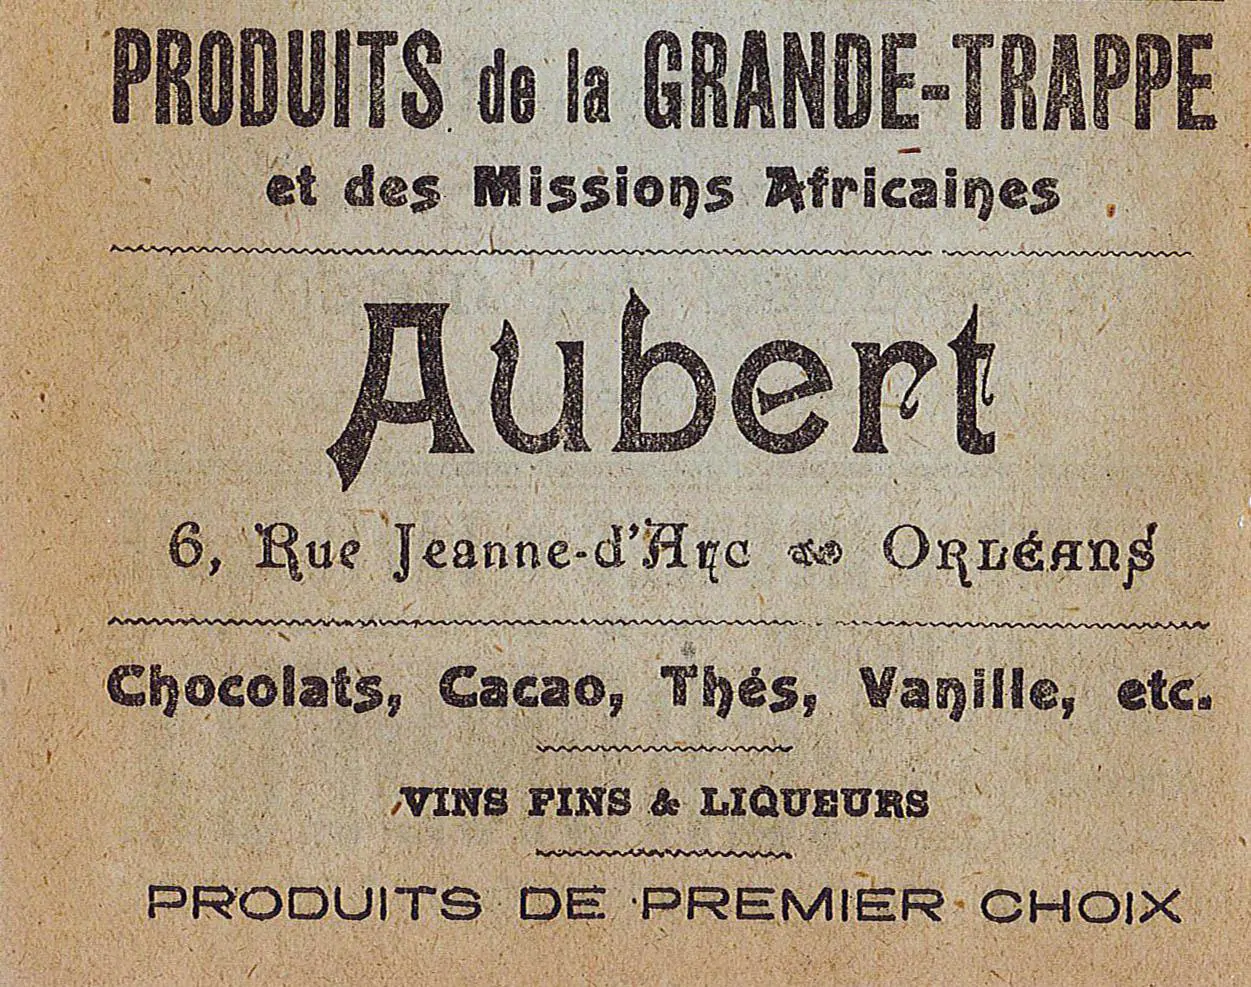 PRODUITS de la GRANDE-TRAPPE
et des Missions Africaines
Aubert
6, Rue Jeanne-d'Arc ORLÉANS
Chocolats, Cacao, Thés, Vanille, etc.
VINS FINS & LIQUEURS
PRODUITS DE PREMIER CHOIX